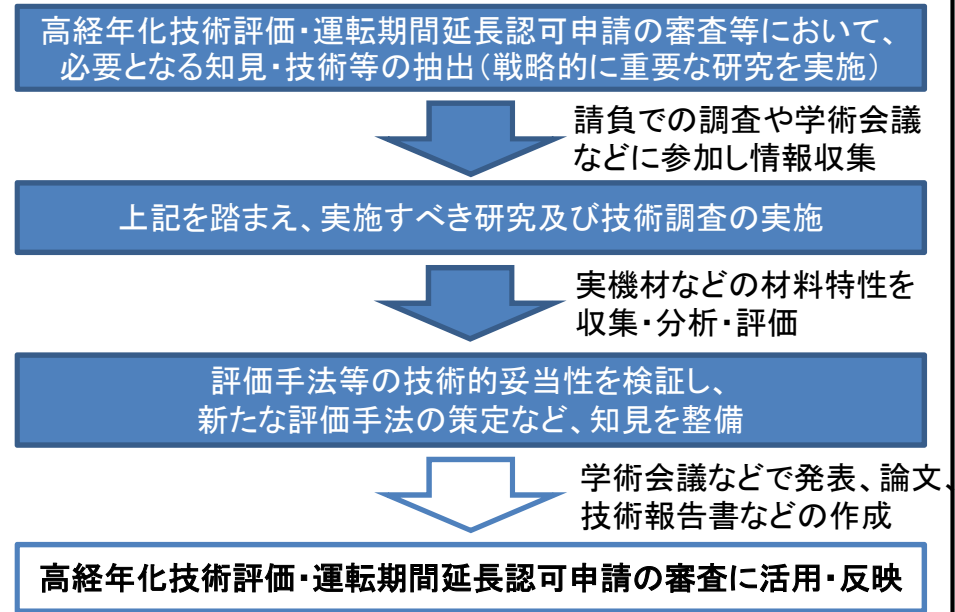 高経年化技術評価・運転期間延長認可申請の審査等において、
必要となる知見・技術等の抽出（戦略的に重要な研究を実施）
請負での調査や学術会議
などに参加し情報収集
上記を踏まえ、実施すべき研究及び技術調査の実施
実機材などの材料特性を
収集・分析・評価
評価手法等の技術的妥当性を検証し、
新たな評価手法の策定など、知見を整備
学術会議などで発表、論文、
技術報告書などの作成
高経年化技術評価・運転期間延長認可申請の審査に活用・反映